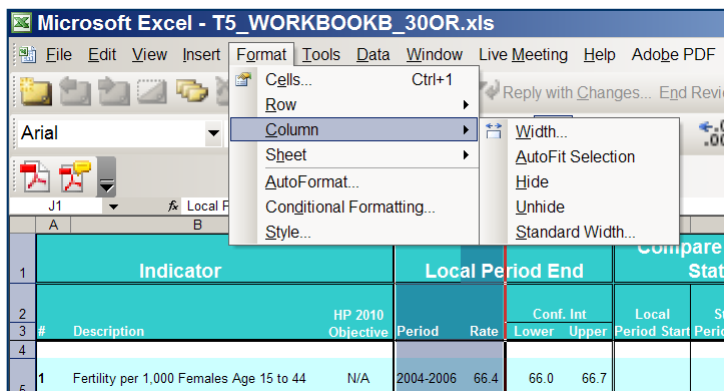 Microsoft Excel - T5_WORKBOOKB_30OR.xls
File Edit View Insert Format Tools Data Window Live Meeting Help Adobe PDF
Cells... Ctrl+1
Reply with Changes... End
Row
Arial
Column
Width...
.00
Sheet
AutoFit Selection
AutoFormat...
Hide
J1 fx Local
Conditional Formatting...
Unhide
A B
Style...
Standard Width...
Compare
1 Indicator Local Period End
2 HP 2010 Conf. Int Local
3 # Description Objective Period Rate Lower Upper Period Start
4
1 Fertility per 1,000 Females Age 15 to 44 N/A 2004-2006 66.4 66.0 66.7
5